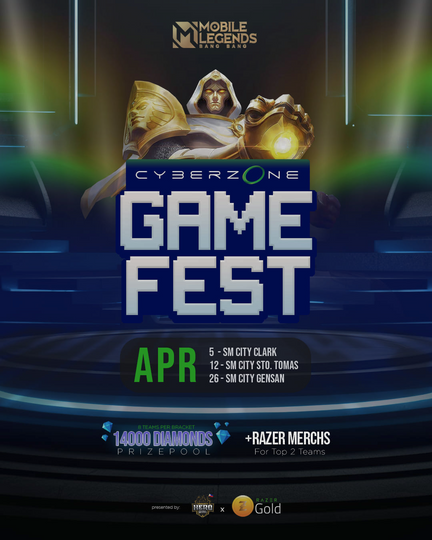 MOBILE
LEGENDS
BANG BANG
CYBERZONE
GAME
FEST
APR
5 - SM CITY CLARK
12 - SM CITY STO. TOMAS
26 - SM CITY GENSAN
TEAMS PER BRACKET
14000 DIAMONDS
PRIZEPOOL
+RAZER MERCHS
For Top 2 Teams
presented by:
HERO
x
RAZER
Gold